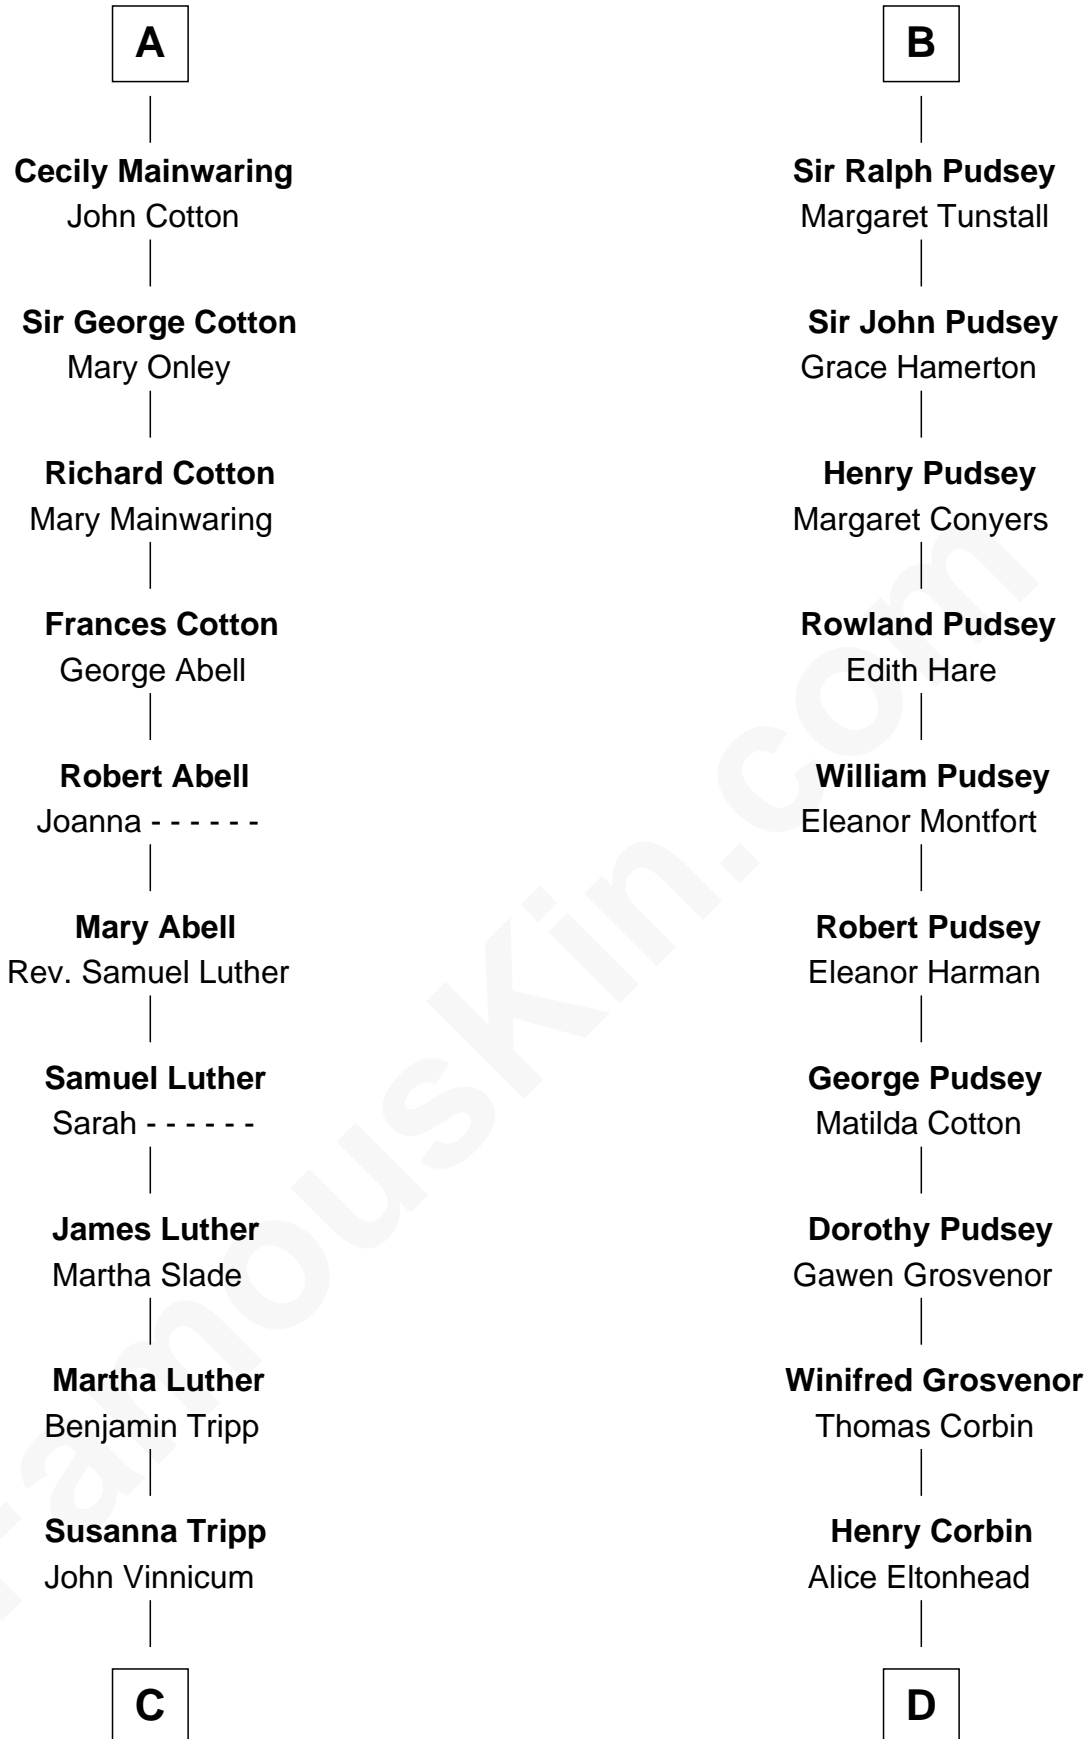 A
Cecily Mainwaring
John Cotton
Sir George Cotton
Mary Onley
Richard Cotton
Mary Mainwaring
Frances Cotton
George Abell
Robert Abell
Joanna - - - - - -
Mary Abell
Rev. Samuel Luther
Samuel Luther
Sarah - - - - - -
James Luther
Martha Slade
Martha Luther
Benjamin Tripp
Susanna Tripp
John Vinnicum
C
B
Sir Ralph Pudsey
Margaret Tunstall
Sir John Pudsey
Grace Hamerton
Henry Pudsey
Margaret Conyers
Rowland Pudsey
Edith Hare
William Pudsey
Eleanor Montfort
Robert Pudsey
Eleanor Harman
George Pudsey
Matilda Cotton
Dorothy Pudsey
Gawen Grosvenor
Winifred Grosvenor
Thomas Corbin
Henry Corbin
Alice Eltonhead
D
FamousKin.com